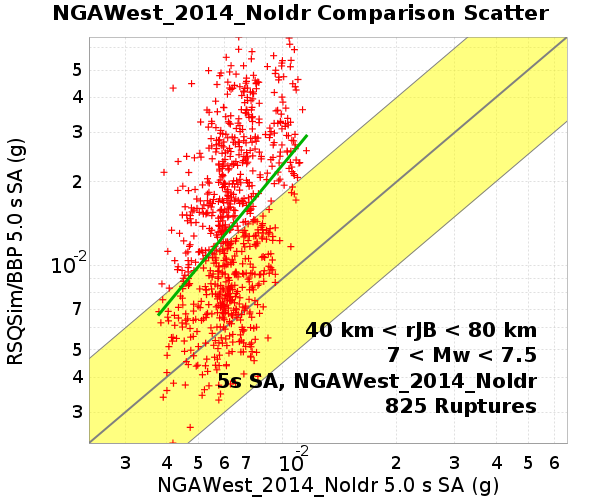 NGAWest_2014_NoIdr Comparison Scatter
RSQSim/BBP 5.0 s SA (g)
5
4
3
2
10-2
7
5
4
3
40 km < rJB < 80 km
7 < Mw < 7.5
5s SA, NGAWest_2014_NoIdr
825 Ruptures
3 4 5 6 7 10-2 2 3 4 5 6
NGAWest_2014_NoIdr 5.0 s SA (g)